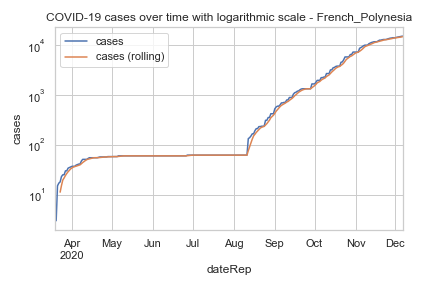 COVID-19 cases over time with logarithmic scale - French_Polynesia
cases
cases (rolling)
10⁴
10³
10²
10¹
cases
Apr May Jun Jul Aug Sep Oct Nov Dec
2020
dateRep